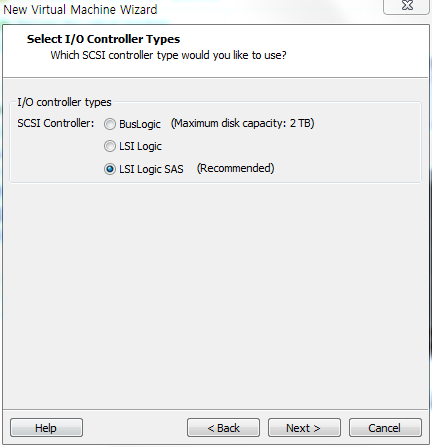 New Virtual Machine Wizard
Select I/O Controller Types
Which SCSI controller type would you like to use?
I/O controller types
SCSI Controller: BusLogic (Maximum disk capacity: 2 TB)
LSI Logic
LSI Logic SAS (Recommended)
Help < Back Next > Cancel